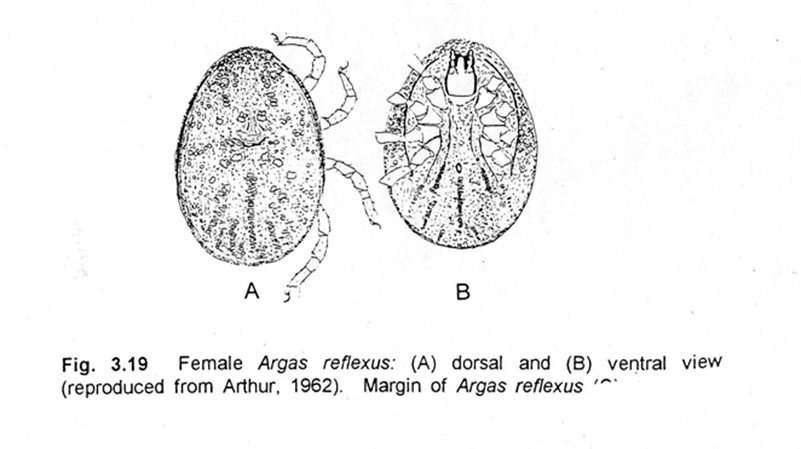 A
B
Fig. 3.19 Female Argas reflexus: (A) dorsal and (B) ventral view
(reproduced from Arthur, 1962). Margin of Argas reflexus